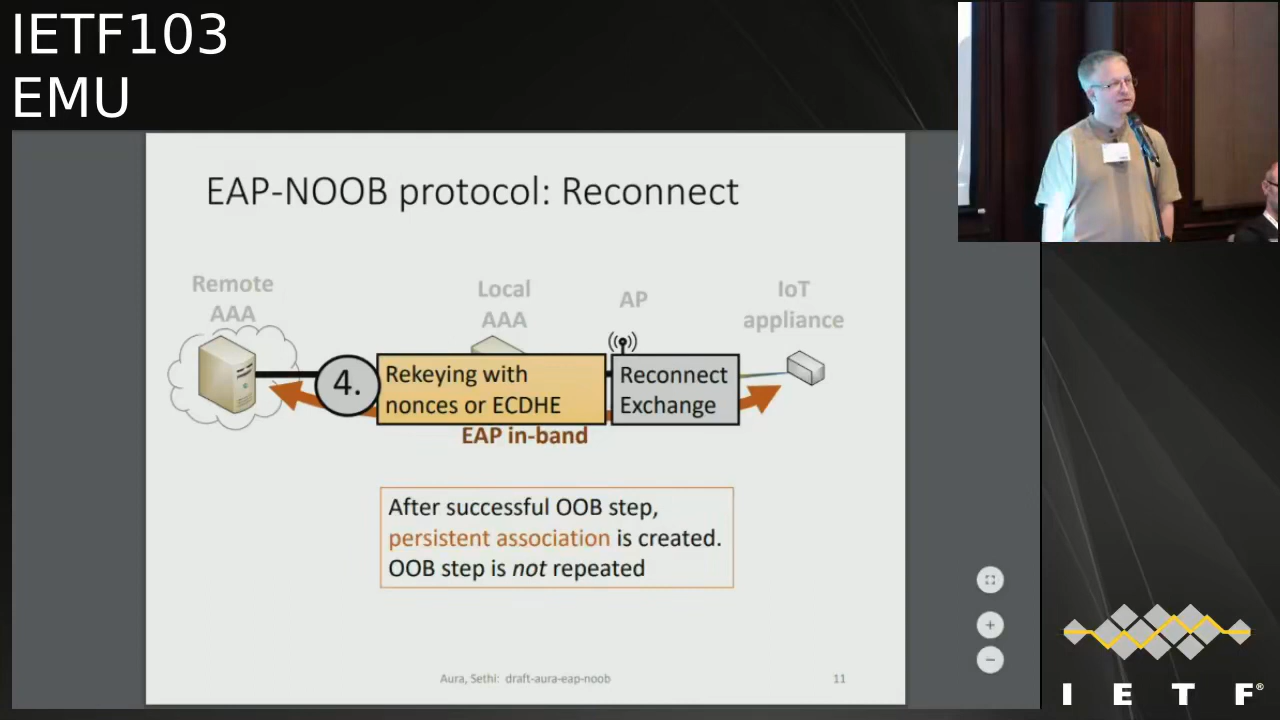 IETF103
EMU
EAP-NOOB protocol: Reconnect
Remote
AAA
Local
AAA
AP
IoT
appliance
4.
Rekeying with
nonces or ECDHE
Reconnect
Exchange
EAP in-band
After successful OOB step,
persistent association is created.
OOB step is not repeated
Aura, Sethi: draft-aura-eap-noob
11
I E T F®